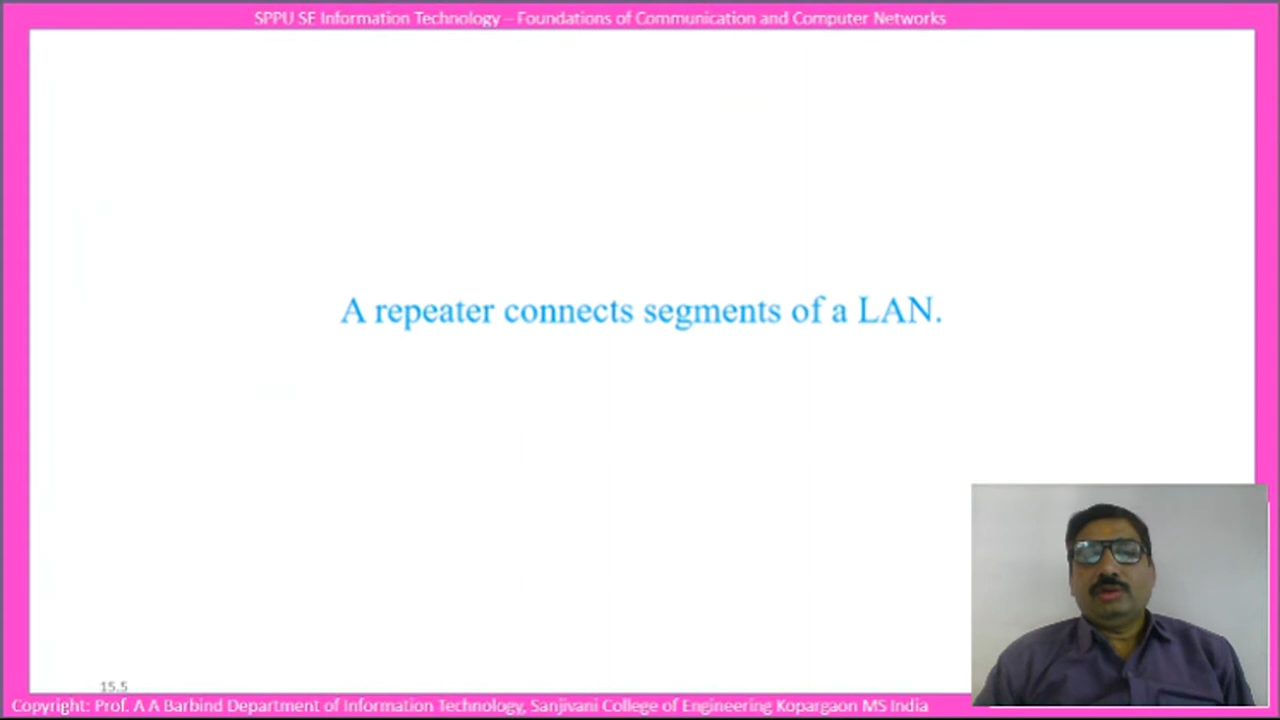 SPPU SE Information Technology – Foundations of Communication and Computer Networks
A repeater connects segments of a LAN.
15.5
Copyright: Prof. A A Barbind Department of Information Technology, Sanjivani College of Engineering Kopargaon MS India